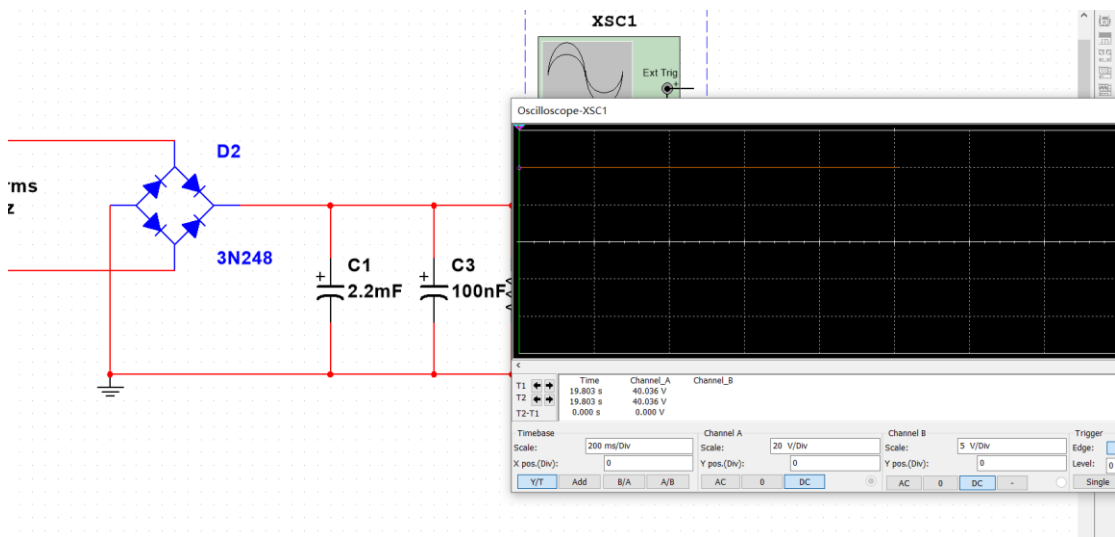 XSC1
Ext Trig
+
Oscilloscope-XSC1
D2
rms
z
3N248
+
C1
2.2mF
+
C3
100nF
Time Channel_A Channel_B
T1 19.803 s 40.036 V
T2 19.803 s 40.036 V
T2-T1 0.000 s 0.000 V
Timebase
Scale: 200 ms/Div
X pos.(Div): 0
Y/T Add B/A A/B
Channel A
Scale: 20 V/Div
Y pos.(Div): 0
AC 0 DC
Channel B
Scale: 5 V/Div
Y pos.(Div): 0
AC 0 DC -
Trigger
Edge:
Level: 0
Single